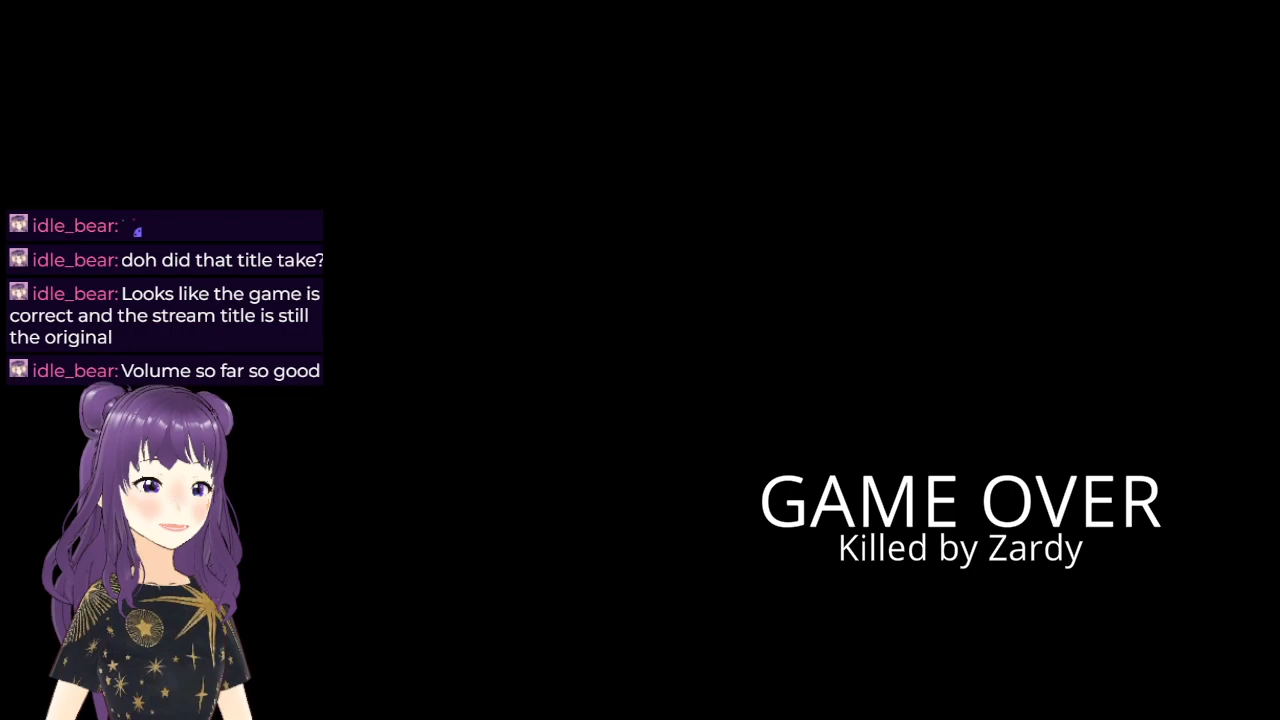 idle_bear:
idle_bear: doh did that title take?
idle_bear: Looks like the game is
correct and the stream title is still
the original
idle_bear: Volume so far so good
GAME OVER
Killed by Zardy